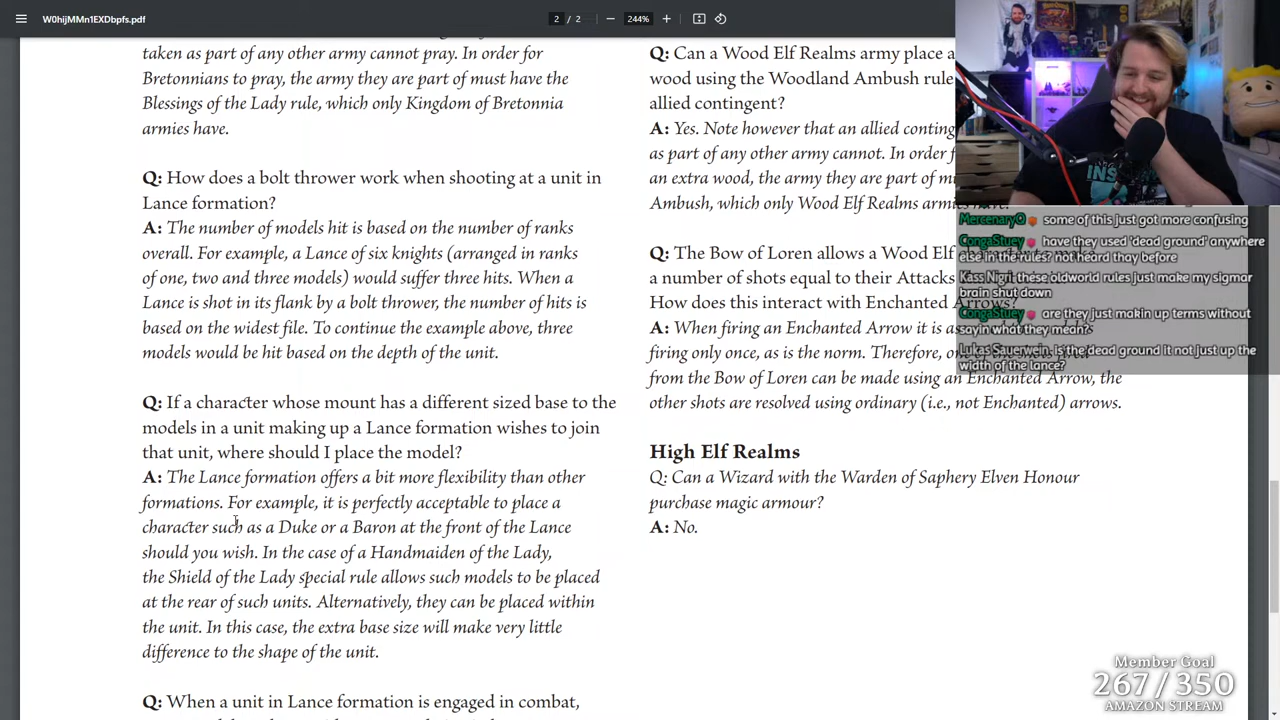 W0hijMMn1EXDbpfs.pdf
2 / 2
244%
taken as part of any other army cannot pray. In order for
Bretonnians to pray, the army they are part of must have the
Blessings of the Lady rule, which only Kingdom of Bretonnia
armies have.
Q: How does a bolt thrower work when shooting at a unit in
Lance formation?
A: The number of models hit is based on the number of ranks
overall. For example, a Lance of six knights (arranged in ranks
of one, two and three models) would suffer three hits. When a
Lance is shot in its flank by a bolt thrower, the number of hits is
based on the widest file. To continue the example above, three
models would be hit based on the depth of the unit.
Q: If a character whose mount has a different sized base to the
models in a unit making up a Lance formation wishes to join
that unit, where should I place the model?
A: The Lance formation offers a bit more flexibility than other
formations. For example, it is perfectly acceptable to place a
character such as a Duke or a Baron at the front of the Lance
should you wish. In the case of a Handmaiden of the Lady,
the Shield of the Lady special rule allows such models to be placed
at the rear of such units. Alternatively, they can be placed within
the unit. In this case, the extra base size will make very little
difference to the shape of the unit.
Q: When a unit in Lance formation is engaged in combat,
Q: Can a Wood Elf Realms army place a
wood using the Woodland Ambush rule
allied contingent?
A: Yes. Note however that an allied conting
as part of any other army cannot. In order f
an extra wood, the army they are part of m
Ambush, which only Wood Elf Realms armies have.
Q: The Bow of Loren allows a Wood Elf
a number of shots equal to their Attacks
How does this interact with Enchanted Arrows?
A: When firing an Enchanted Arrow it is as
firing only once, as is the norm. Therefore, one
from the Bow of Loren can be made using an Enchanted Arrow, the
other shots are resolved using ordinary (i.e., not Enchanted) arrows.
High Elf Realms
Q: Can a Wizard with the Warden of Saphery Elven Honour
purchase magic armour?
A: No.
MercenaryO some of this just got more confusing
CongaStuey have they used 'dead ground' anywhere
else in the rules? not heard thay before
Kass Nigri these oldworld rules just make my sigmar
brain shut down
CongaStuey are they just makin up terms without
sayin what they mean?
Lukas Sauerwein is the dead ground it not just up the
width of the lance?
Member Goal
267 / 350
AMAZON STREAM